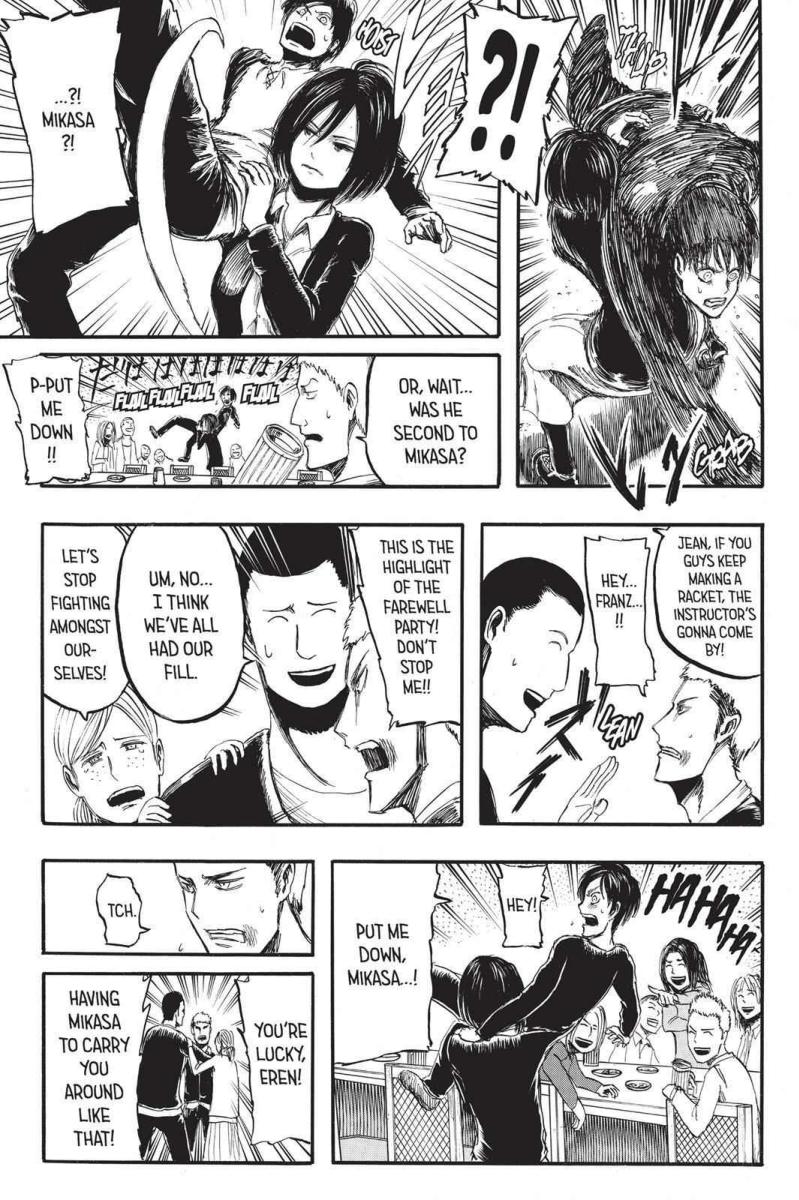 THUP
GRAB
?!
HOIST
...?!
MIKASA
?!
OR, WAIT...
WAS HE
SECOND TO
MIKASA?
FLAIL FLAIL FLAIL
FLAIL
P-PUT
ME
DOWN
!!
JEAN, IF YOU
GUYS KEEP
MAKING A
RACKET, THE
INSTRUCTOR'S
GONNA COME
BY!
HEY...
FRANZ...
!!
LEAN
THIS IS THE
HIGHLIGHT
OF THE
FAREWELL
PARTY!
DON'T
STOP
ME!!
UM, NO...
I THINK
WE'VE ALL
HAD OUR
FILL.
LET'S
STOP
FIGHTING
AMONGST
OUR-
SELVES!
HA HA HA
HEY!
PUT ME
DOWN,
MIKASA...!
TCH.
YOU'RE
LUCKY,
EREN!
HAVING
MIKASA
TO CARRY
YOU
AROUND
LIKE
THAT!